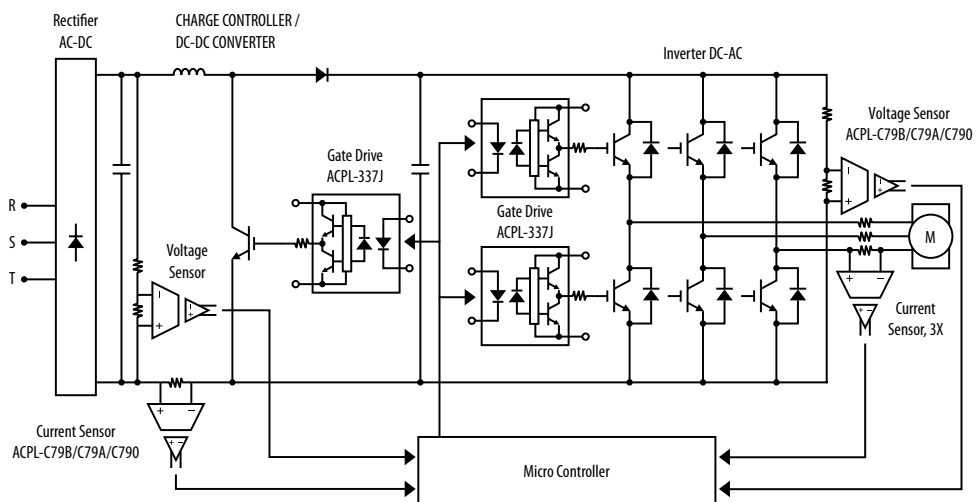 Rectifier
AC-DC
CHARGE CONTROLLER /
DC-DC CONVERTER
Inverter DC-AC
Voltage Sensor
ACPL-C79B/C79A/C790
Gate Drive
ACPL-337J
Gate Drive
ACPL-337J
R
S
T
Voltage
Sensor
I
+
I
+
I
+
I
+
M
+ −
+ −
Current
Sensor, 3X
+ −
+ −
Current Sensor
ACPL-C79B/C79A/C790
Micro Controller